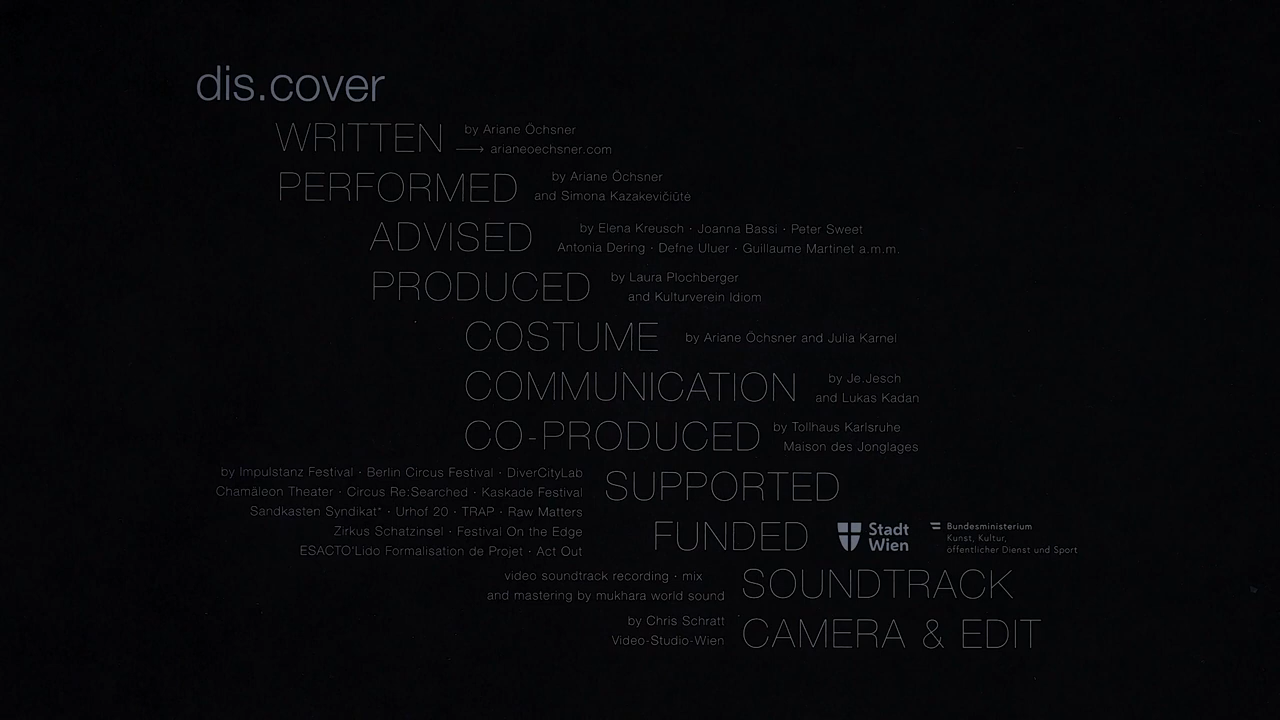 dis.cover
WRITTEN by Ariane Öchsner
→ arianeoechsner.com
PERFORMED by Ariane Öchsner
and Simona Kazakevičiūtė
ADVISED by Elena Kreusch · Joanna Bassi · Peter Sweet
Antonia Dering · Defne Uluer · Guillaume Martinet a.m.m.
PRODUCED by Laura Plochberger
and Kulturverein Idiom
COSTUME by Ariane Öchsner and Julia Karnel
COMMUNICATION by Je.Jesch
and Lukas Kadan
CO-PRODUCED by Tollhaus Karlsruhe
Maison des Jonglages
by Impulstanz Festival · Berlin Circus Festival · DiverCityLab
Chamäleon Theater · Circus Re:Searched · Kaskade Festival
Sandkasten Syndikat* · Urhof 20 · TRAP · Raw Matters
Zirkus Schatzinsel · Festival On the Edge
ESACTO'Lido Formalisation de Projet · Act Out
SUPPORTED
FUNDED
Stadt
Wien
Bundesministerium
Kunst, Kultur,
öffentlicher Dienst und Sport
video soundtrack recording · mix
and mastering by mukhara world sound
SOUNDTRACK
by Chris Schratt
Video-Studio-Wien
CAMERA & EDIT